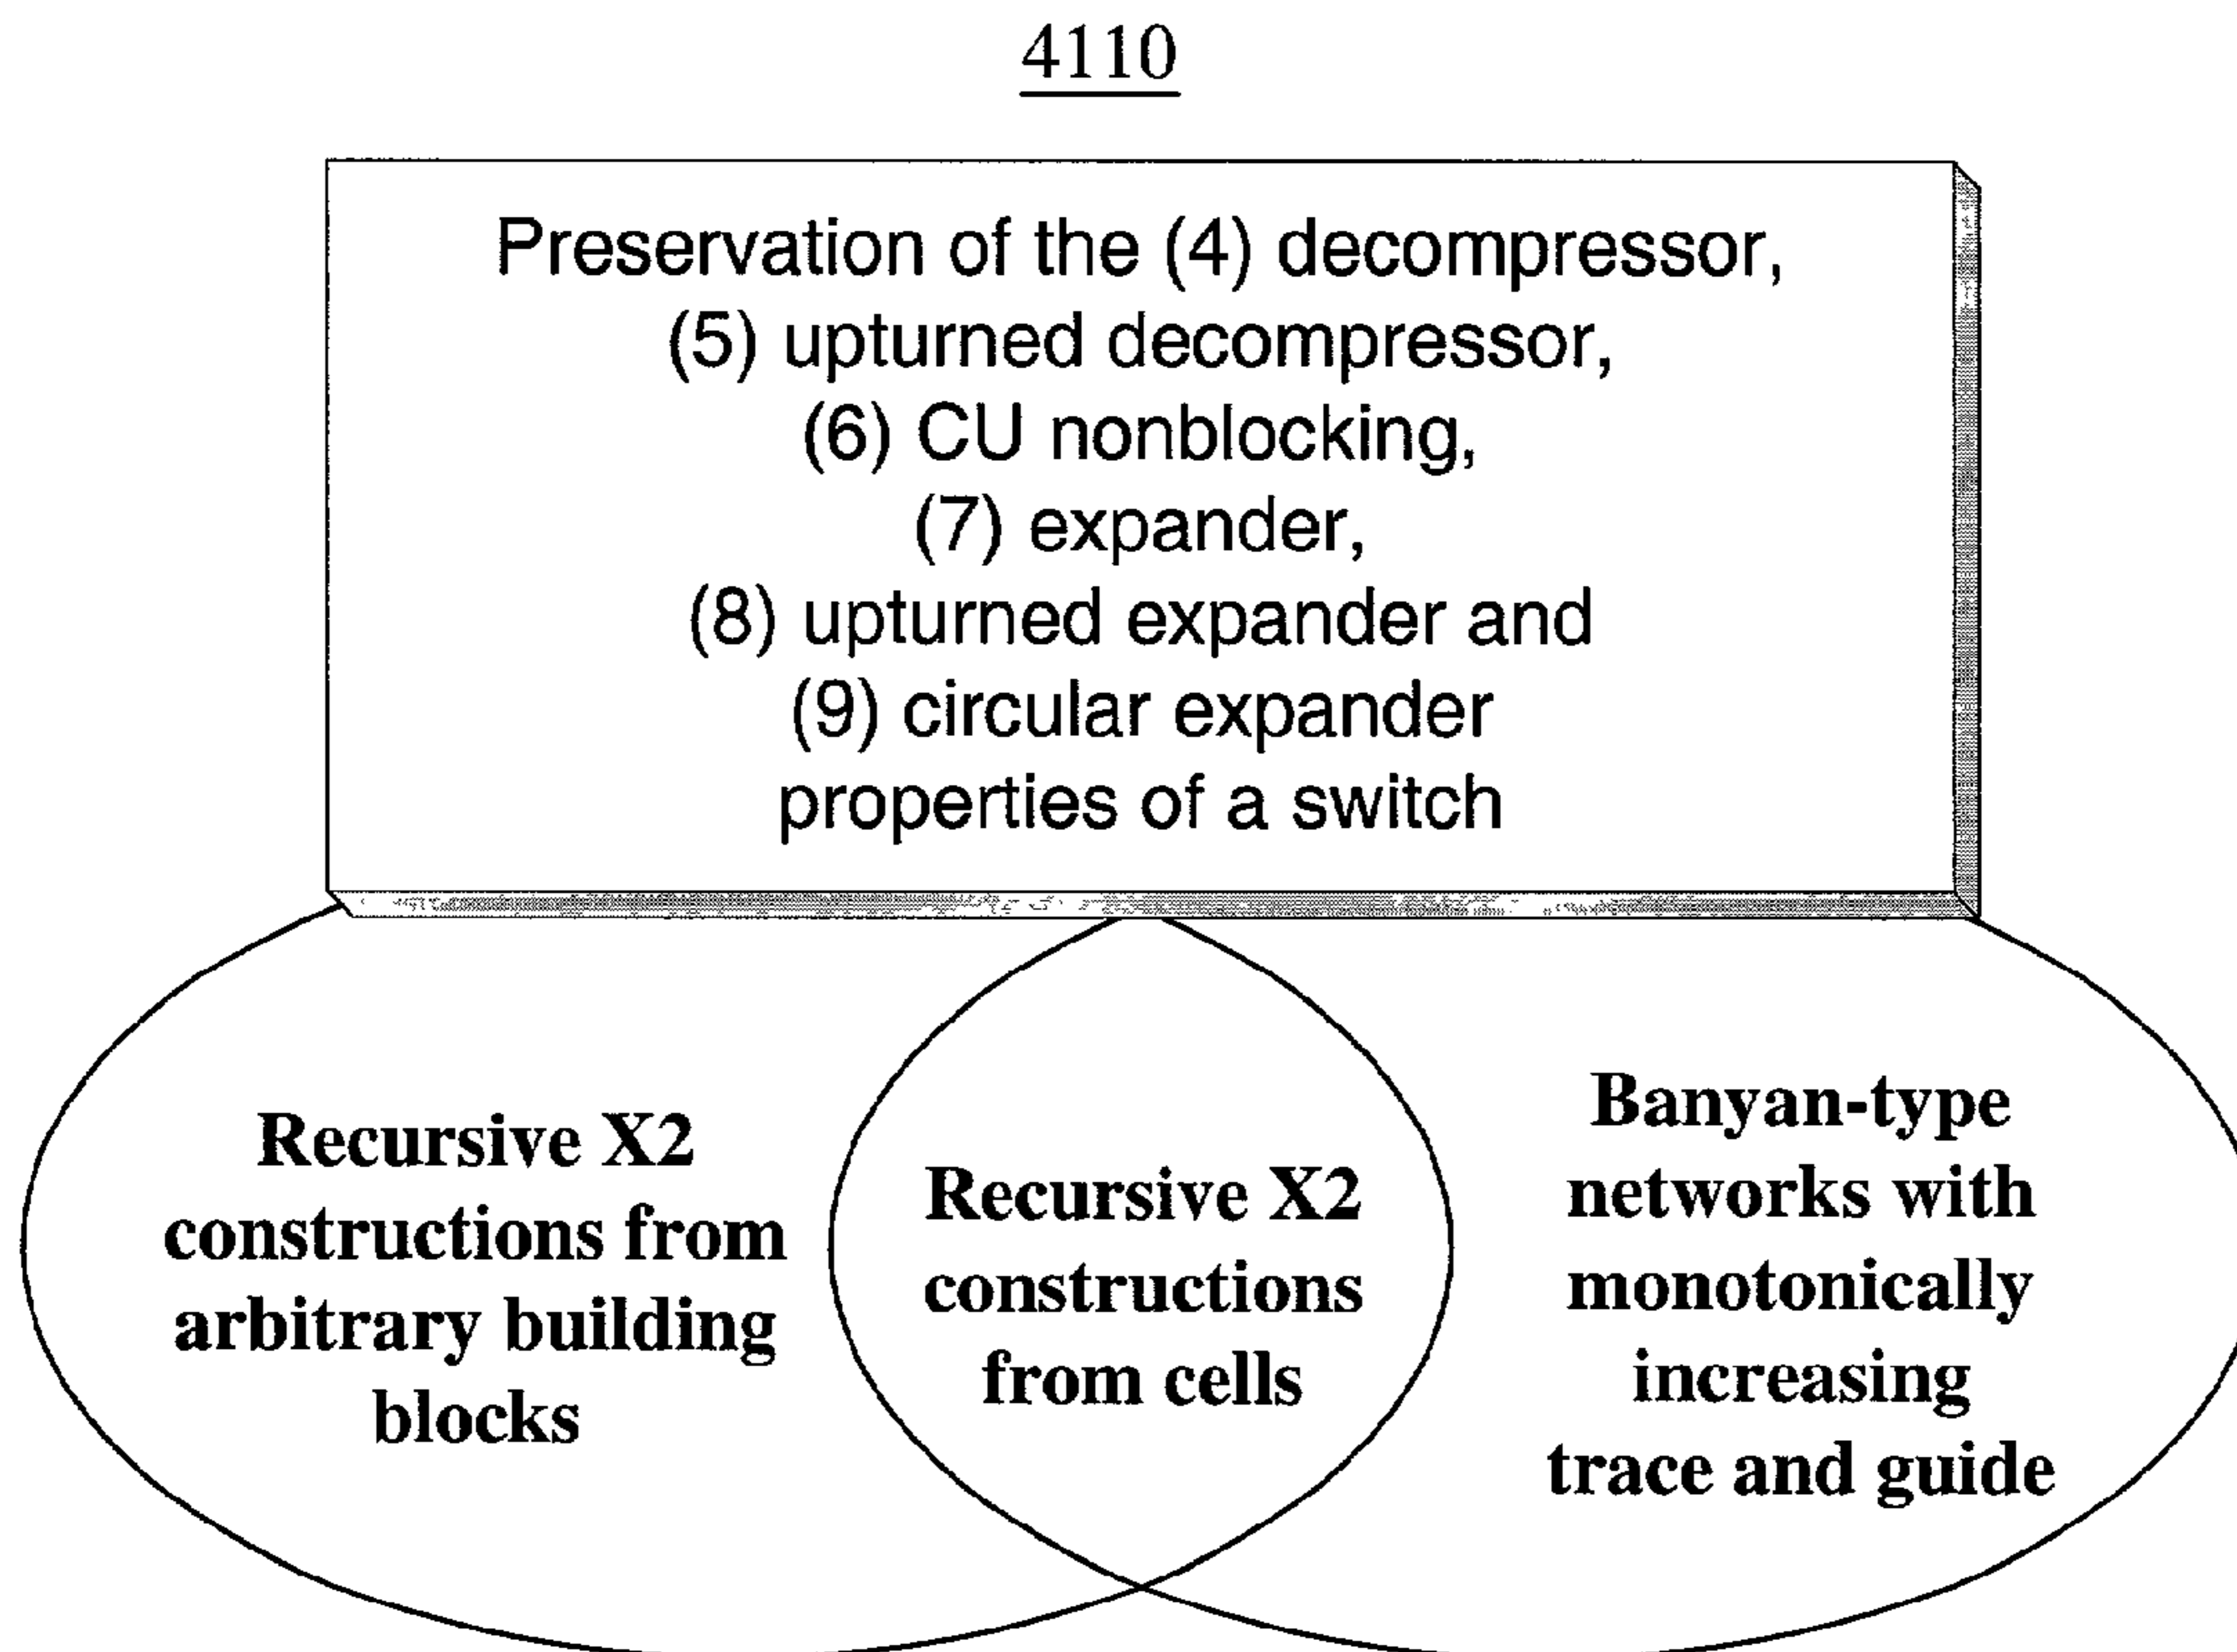 4110
Preservation of the (4) decompressor,
(5) upturned decompressor,
(6) CU nonblocking,
(7) expander,
(8) upturned expander and
(9) circular expander
properties of a switch
Recursive X2
constructions from
arbitrary building
blocks
Recursive X2
constructions
from cells
Banyan-type
networks with
monotonically
increasing
trace and guide